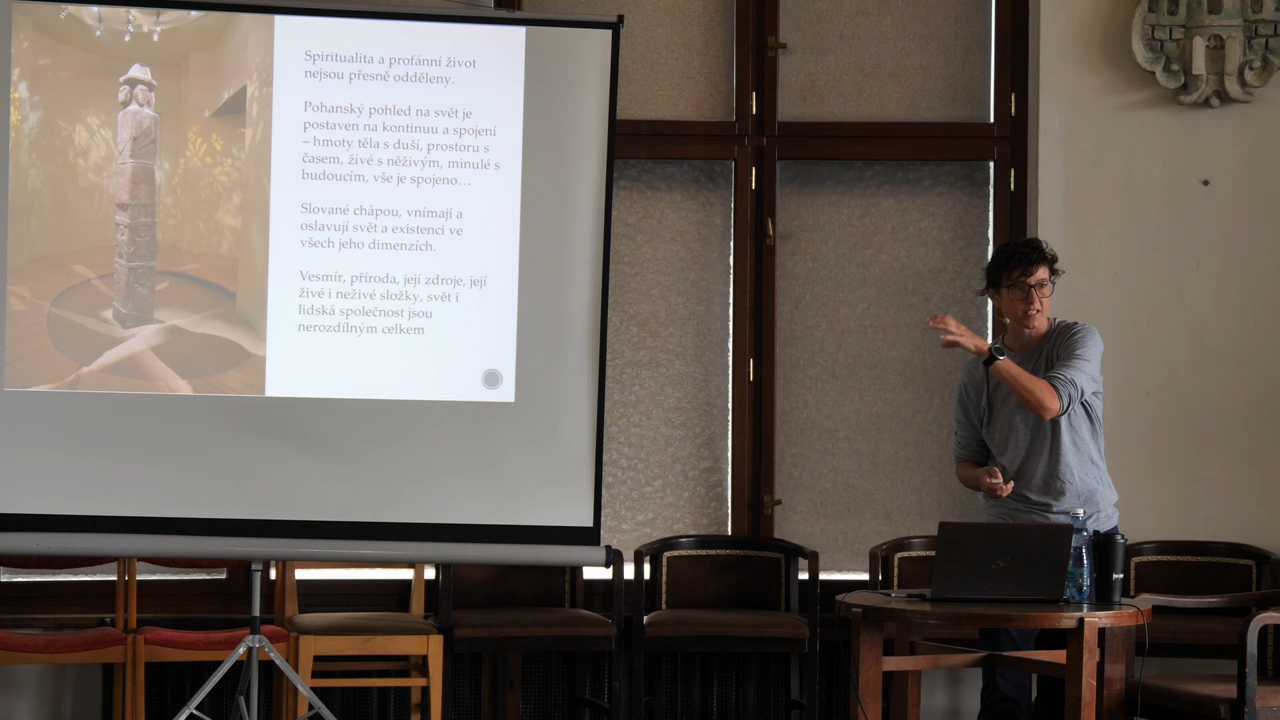 Spiritualita a profánní život
nejsou přesně odděleny.
Pohanský pohled na svět je
postaven na kontinuu a spojení
– hmoty těla s duší, prostoru s
časem, živé s neživým, minulé s
budoucím, vše je spojeno…
Slované chápou, vnímají a
oslavují svět a existenci ve
všech jeho dimenzích.
Vesmír, příroda, její zdroje, její
živé i neživé složky, svět i
lidská společnost jsou
nerozdílným celkem